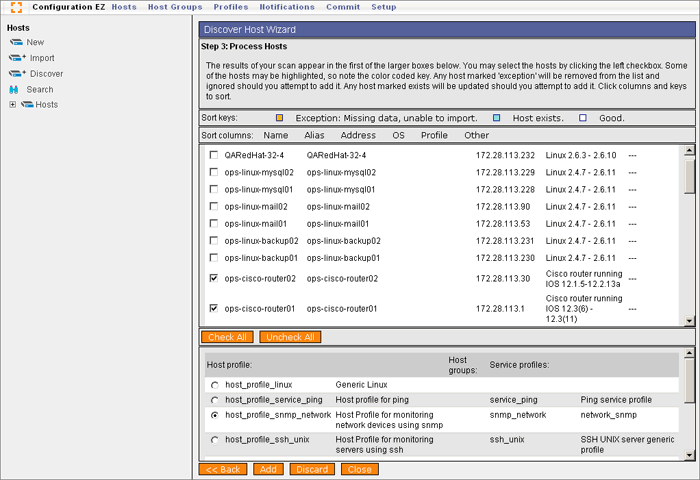 Configuration EZ Hosts Host Groups Profiles Notifications Commit Setup
Hosts
New
Import
Discover
Search
Hosts
Discover Host Wizard
Step 3: Process Hosts
The results of your scan appear in the first of the larger boxes below. You may select the hosts by clicking the left checkbox. Some
of the hosts may be highlighted, so note the color coded key. Any host marked 'exception' will be removed from the list and
ignored should you attempt to add it. Any host marked exists will be updated should you attempt to add it. Click columns and keys
to sort.
Sort keys: Exception: Missing data, unable to import. Host exists. Good.
Sort columns: Name Alias Address OS Profile Other
QARedHat-32-4 QARedHat-32-4 172.28.113.232 Linux 2.6.3 - 2.6.10 ---
ops-linux-mysql02 ops-linux-mysql02 172.28.113.229 Linux 2.4.7 - 2.6.11 ---
ops-linux-mysql01 ops-linux-mysql01 172.28.113.228 Linux 2.4.7 - 2.6.11 ---
ops-linux-mail02 ops-linux-mail02 172.28.113.90 Linux 2.4.7 - 2.6.11 ---
ops-linux-mail01 ops-linux-mail01 172.28.113.53 Linux 2.4.7 - 2.6.11 ---
ops-linux-backup02 ops-linux-backup02 172.28.113.231 Linux 2.4.7 - 2.6.11 ---
ops-linux-backup01 ops-linux-backup01 172.28.113.230 Linux 2.4.7 - 2.6.11 ---
ops-cisco-router02 ops-cisco-router02 172.28.113.30 Cisco router running ---
IOS 12.1.5-12.2.13a
ops-cisco-router01 ops-cisco-router01 172.28.113.1 Cisco router running ---
IOS 12.3(6) -
12.3(11)
Check All Uncheck All
Host profile: Host groups: Service profiles:
host_profile_linux Generic Linux
host_profile_service_ping Host profile for ping service_ping Ping service profile
host_profile_snmp_network Host Profile for monitoring snmp_network network_snmp
network devices using snmp
host_profile_ssh_unix Host Profile for monitoring ssh_unix SSH UNIX server generic
servers using ssh profile
<< Back Add Discard Close